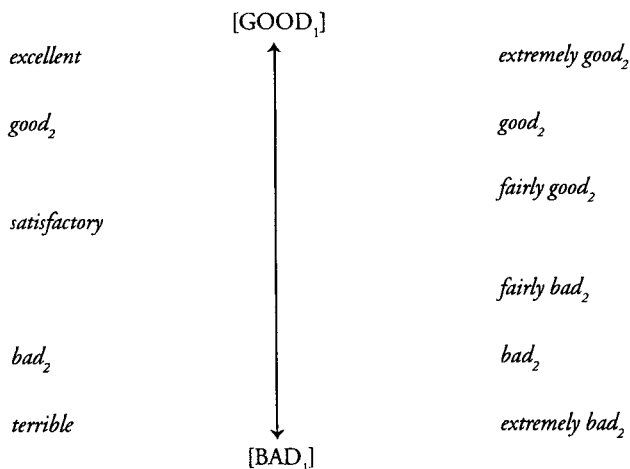 [GOOD₁]
excellent extremely good₂
good₂ good₂
fairly good₂
satisfactory
fairly bad₂
bad₂ bad₂
terrible extremely bad₂
[BAD₁]